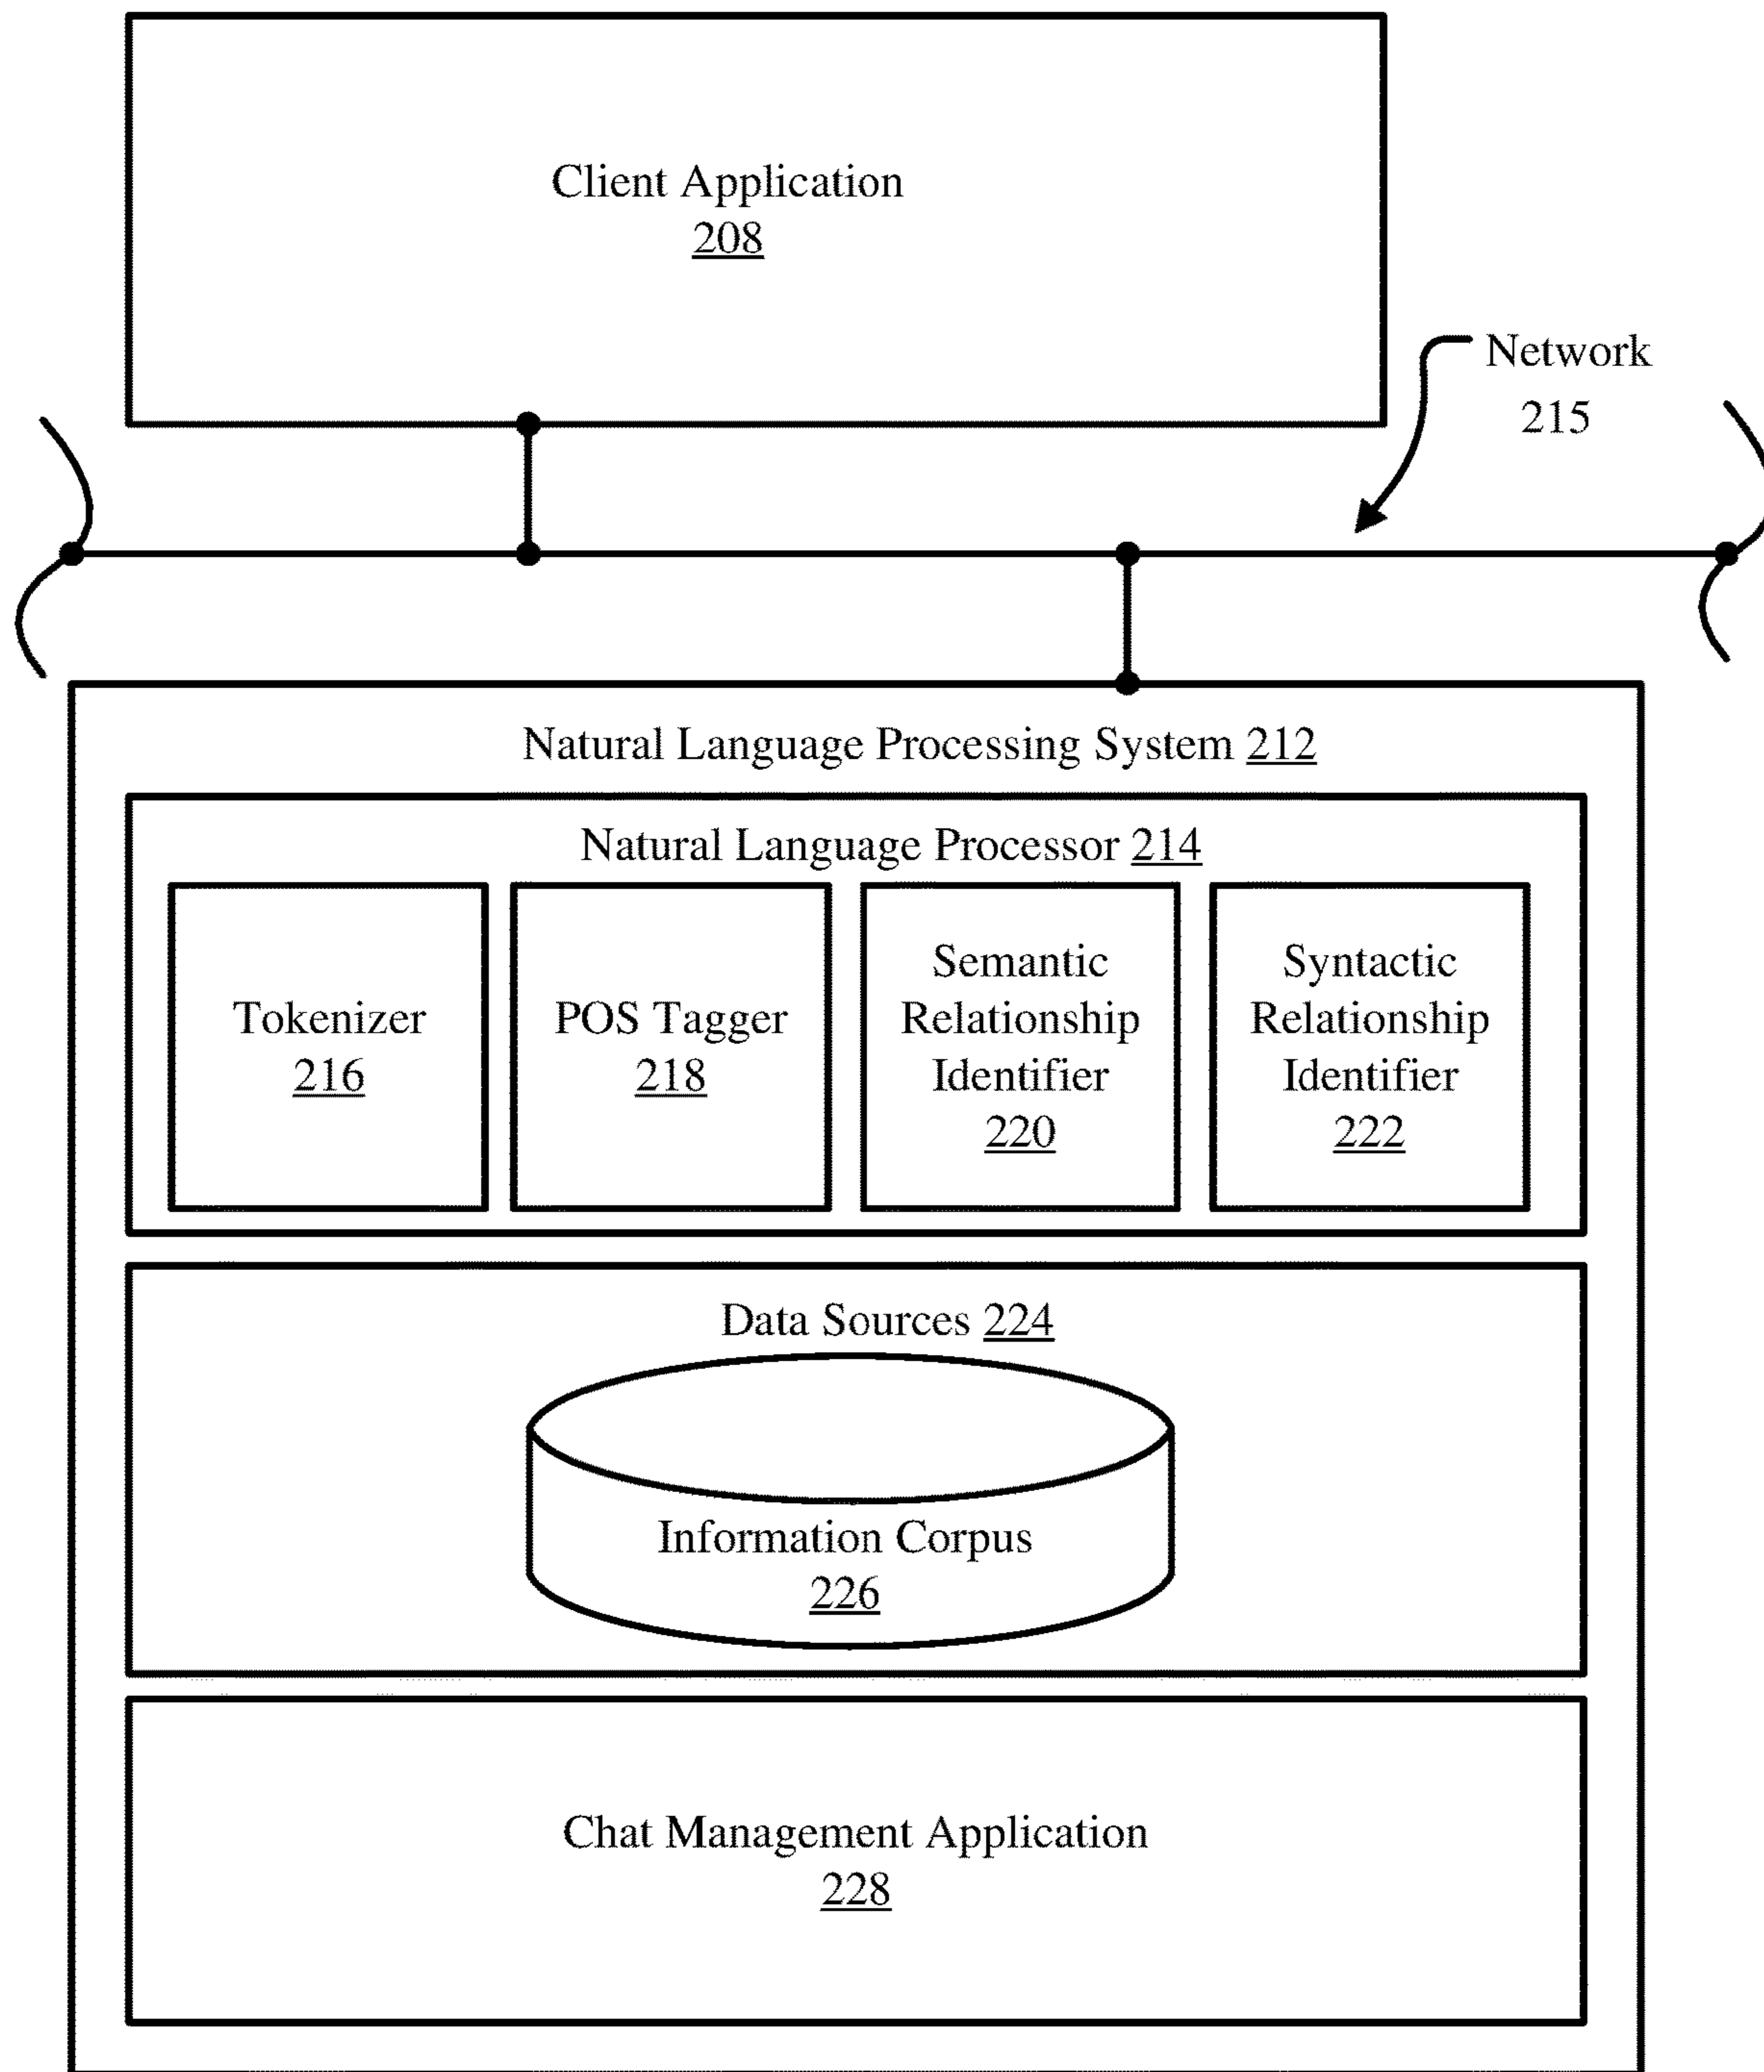 Client Application
208
Network
215
Natural Language Processing System 212
Natural Language Processor 214
Tokenizer
216
POS Tagger
218
Semantic
Relationship
Identifier
220
Syntactic
Relationship
Identifier
222
Data Sources 224
Information Corpus
226
Chat Management Application
228